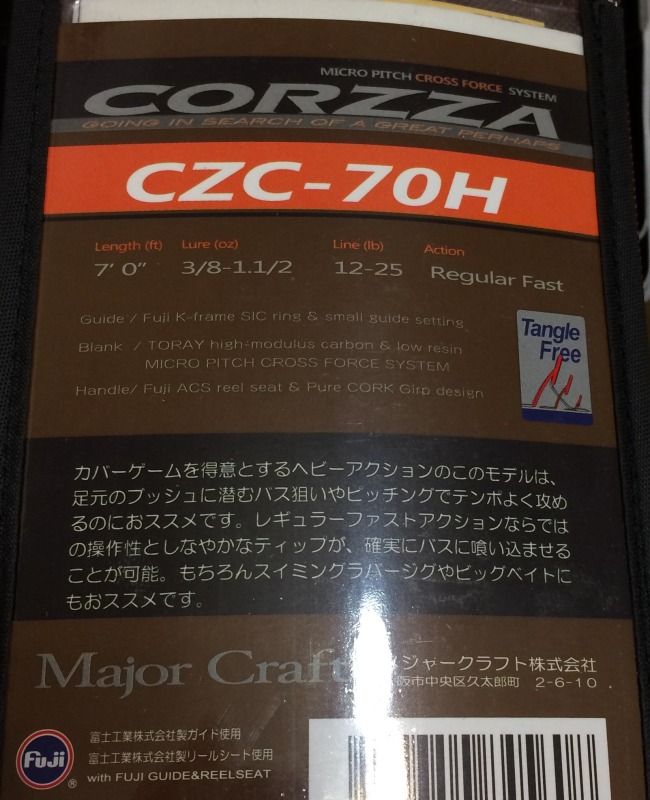 MICRO PITCH CROSS FORCE SYSTEM
CORZZA
GOING IN SEARCH OF A GREAT PERHAPS
CZC-70H
Length (ft) Lure (oz) Line (lb) Action
7' 0" 3/8-1.1/2 12-25 Regular Fast
Guide / Fuji K-frame SIC ring & small guide setting
Blank / TORAY high-modulus carbon & low resin
MICRO PITCH CROSS FORCE SYSTEM
Handle/ Fuji ACS reel seat & Pure CORK Girp design
Tangle
Free
カバーゲームを得意とするヘビーアクションのこのモデルは、
足元のブッシュに潜むバス狙いやピッチングでテンポよく攻め
るのにおススメです。レギュラーファストアクションならでは
の操作性としなやかなティップが、確実にバスに喰い込ませる
ことが可能。もちろんスイミングラバージグやビッグベイトに
もおススメです。
Major Craft
ジャークラフト株式会社
阪市中央区久太郎町 2-6-10
富士工業株式会社製ガイド使用
富士工業株式会社製リールシート使用
with FUJI GUIDE&REELSEAT
Fuji ®